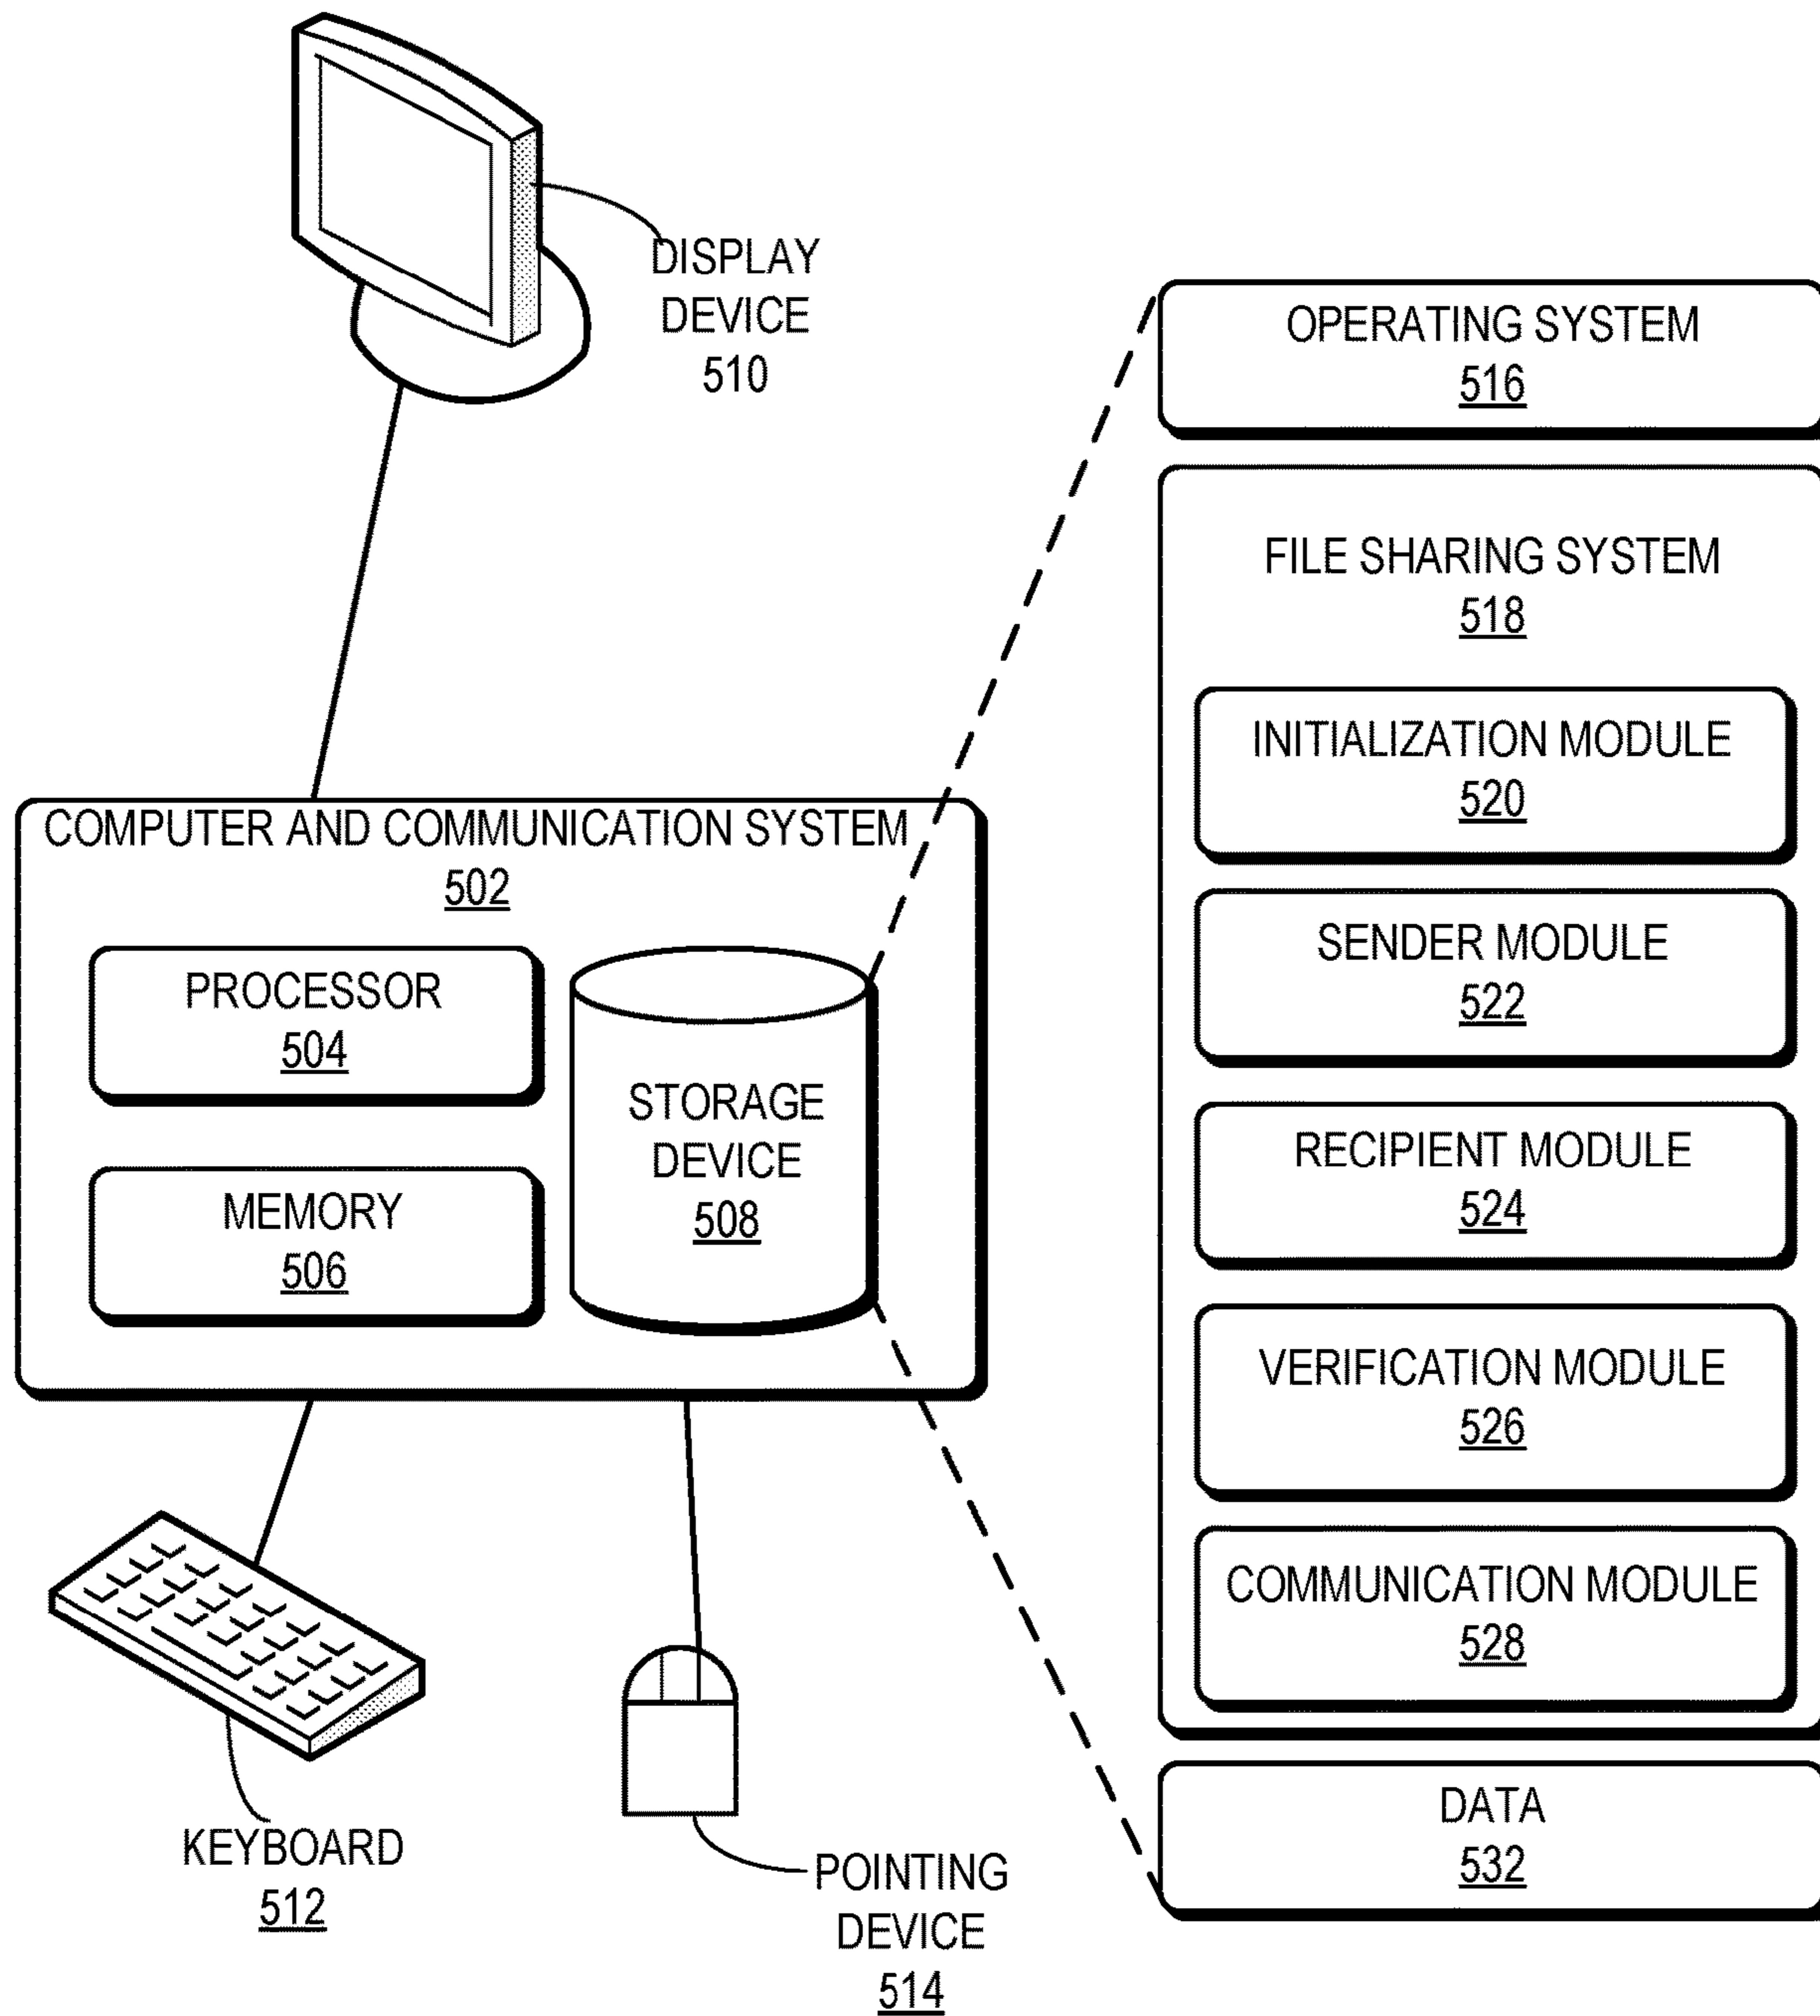 DISPLAY
DEVICE
510
COMPUTER AND COMMUNICATION SYSTEM
502
PROCESSOR
504
MEMORY
506
STORAGE
DEVICE
508
KEYBOARD
512
POINTING
DEVICE
514
OPERATING SYSTEM
516
FILE SHARING SYSTEM
518
INITIALIZATION MODULE
520
SENDER MODULE
522
RECIPIENT MODULE
524
VERIFICATION MODULE
526
COMMUNICATION MODULE
528
DATA
532